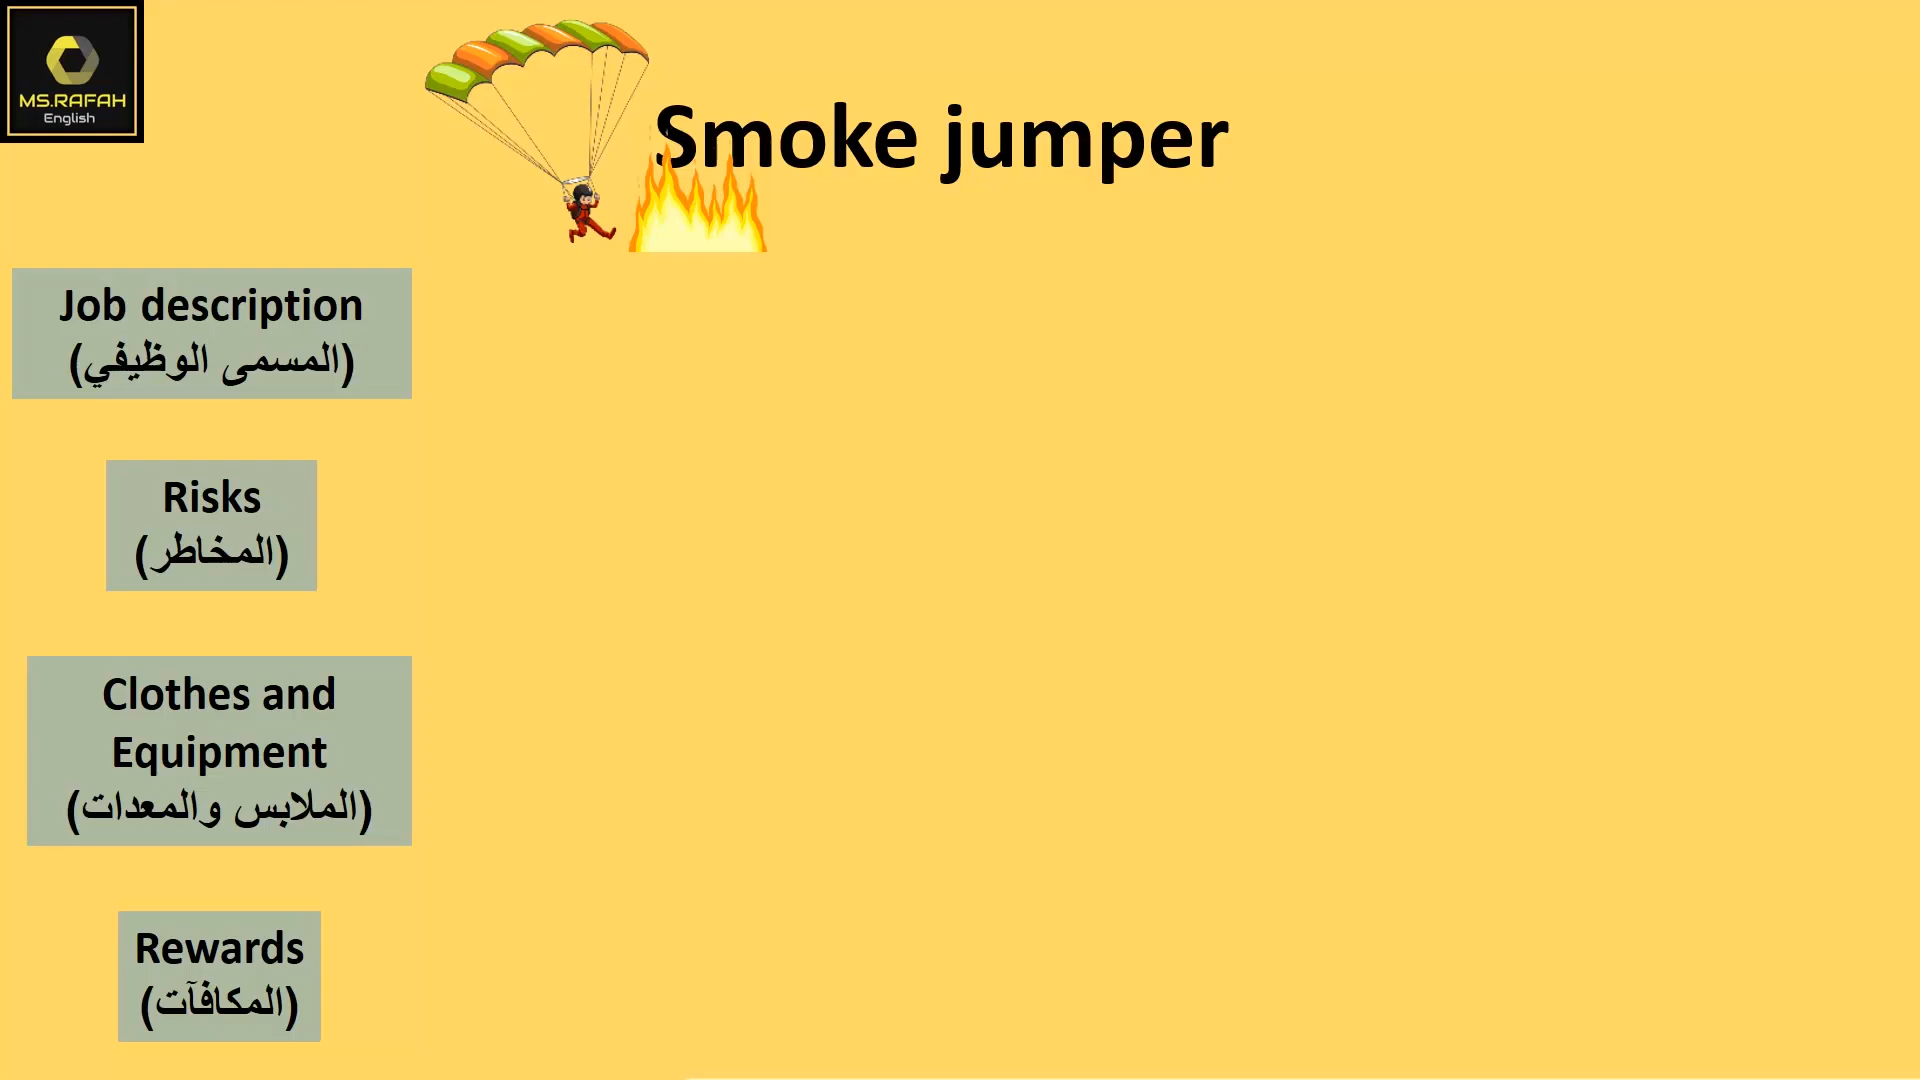 MS.RAFAH
English
Smoke jumper
Job description
(المسمى الوظيفي)
Risks
(المخاطر)
Clothes and
Equipment
(الملابس والمعدات)
Rewards
(المكافآت)